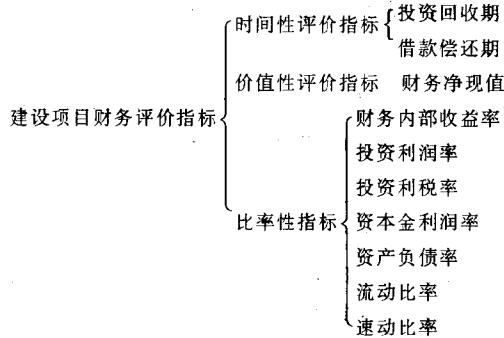 时间性评价指标
投资回收期
借款偿还期
价值性评价指标 财务净现值
建设项目财务评价指标
财务内部收益率
投资利润率
投资利税率
比率性指标
资本金利润率
资产负债率
流动比率
速动比率